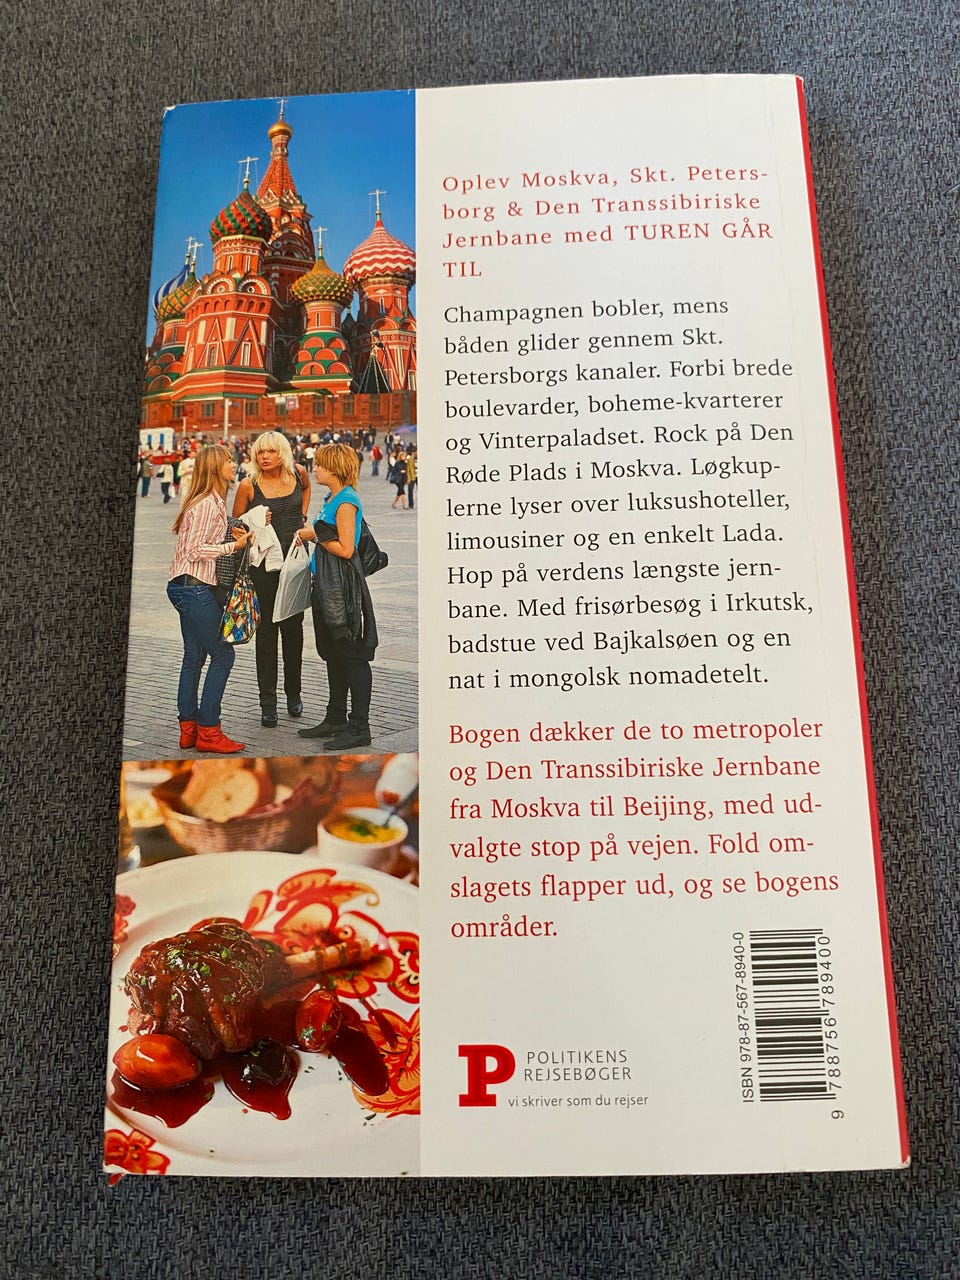 Oplev Moskva, Skt. Peters-
borg & Den Transsibiriske
Jernbane med TUREN GÅR
TIL
Champagnen bobler, mens
båden glider gennem Skt.
Petersborgs kanaler. Forbi brede
boulevarder, boheme-kvarterer
og Vinterpaladset. Rock på Den
Røde Plads i Moskva. Løgkup-
lerne lyser over luksushoteller,
limousiner og en enkelt Lada.
Hop på verdens længste jern-
bane. Med frisørbesøg i Irkutsk,
badstue ved Bajkalsøen og en
nat i mongolsk nomadetelt.
Bogen dækker de to metropoler
og Den Transsibiriske Jernbane
fra Moskva til Beijing, med ud-
valgte stop på vejen. Fold om-
slagets flapper ud, og se bogens
områder.
ISBN 978-87-567-8940-0
9 788756 789400
P
POLITIKENS
REJSEBØGER
vi skriver som du rejser